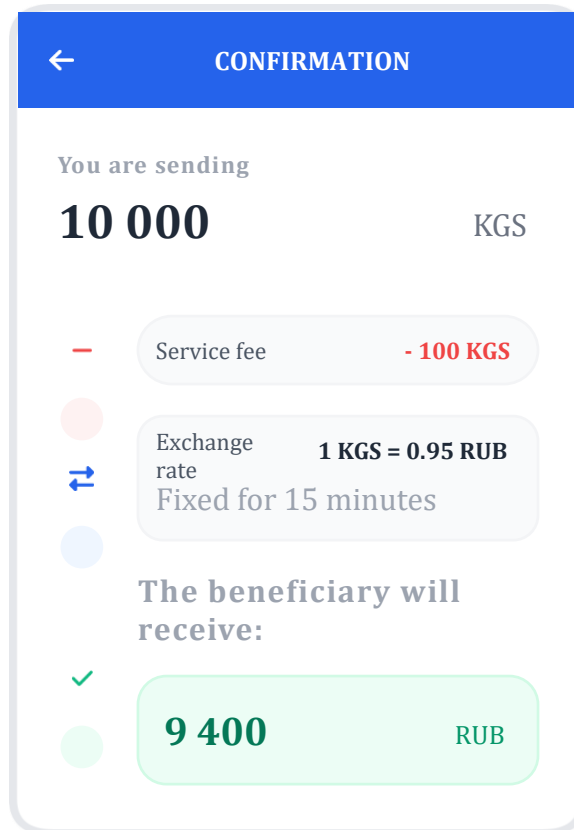 CONFIRMATION
You are sending
10 000 KGS
Service fee - 100 KGS
Exchange
rate 1 KGS = 0.95 RUB
Fixed for 15 minutes
The beneficiary will
receive:
9 400 RUB